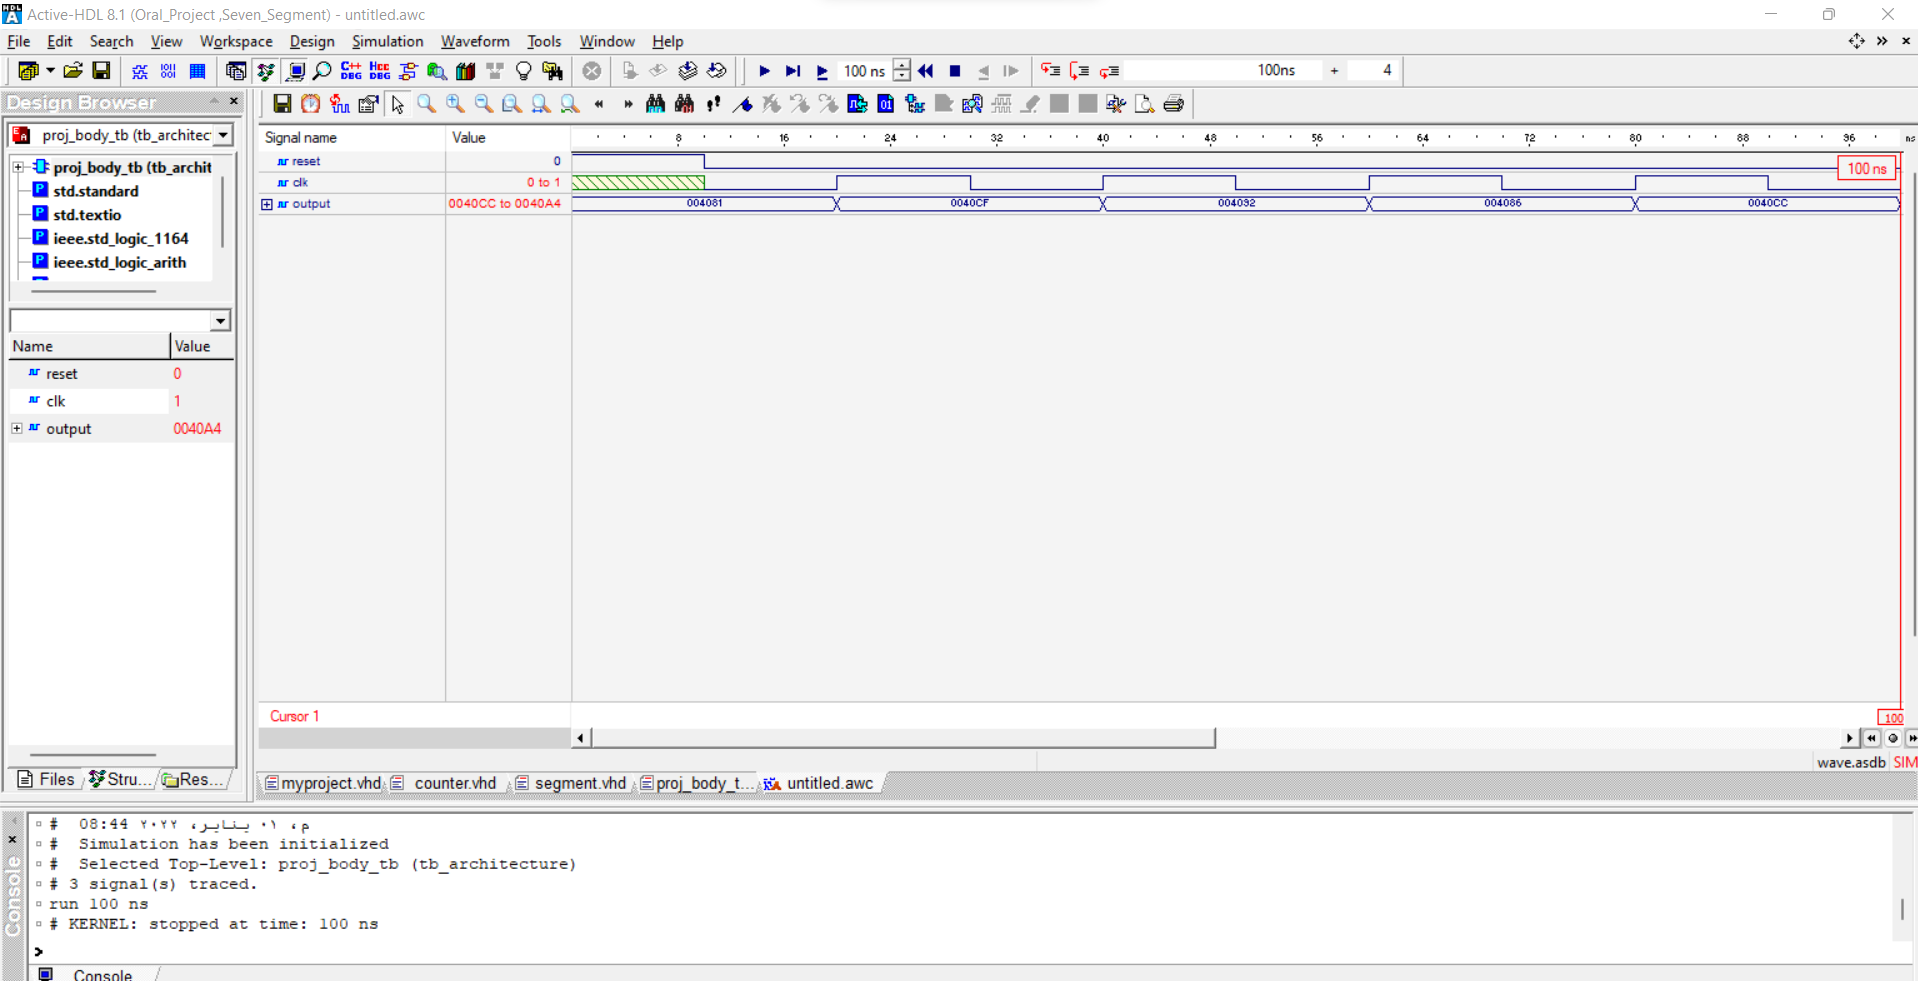 Active-HDL 8.1 (Oral_Project ,Seven_Segment) - untitled.awc
File Edit Search View Workspace Design Simulation Waveform Tools Window Help
100 ns 100ns + 4
Design Browser
proj_body_tb (tb_architec
proj_body_tb (tb_archit
std.standard
std.textio
ieee.std_logic_1164
ieee.std_logic_arith
Name Value
reset 0
clk 1
output 0040A4
Files Stru... Res...
Signal name Value 8 16 24 32 40 48 56 64 72 80 88 96 ns
reset 0
100 ns
clk 0 to 1
output 0040CC to 0040A4 004081 0040CF 004092 004086 0040CC
Cursor 1 100
wave.asdb SIM
myproject.vhd counter.vhd segment.vhd proj_body_t... untitled.awc
# 08:44 م، ٠١ يناير، ٢٠٢٢
# Simulation has been initialized
# Selected Top-Level: proj_body_tb (tb_architecture)
# 3 signal(s) traced.
run 100 ns
# KERNEL: stopped at time: 100 ns
>
Console
Console